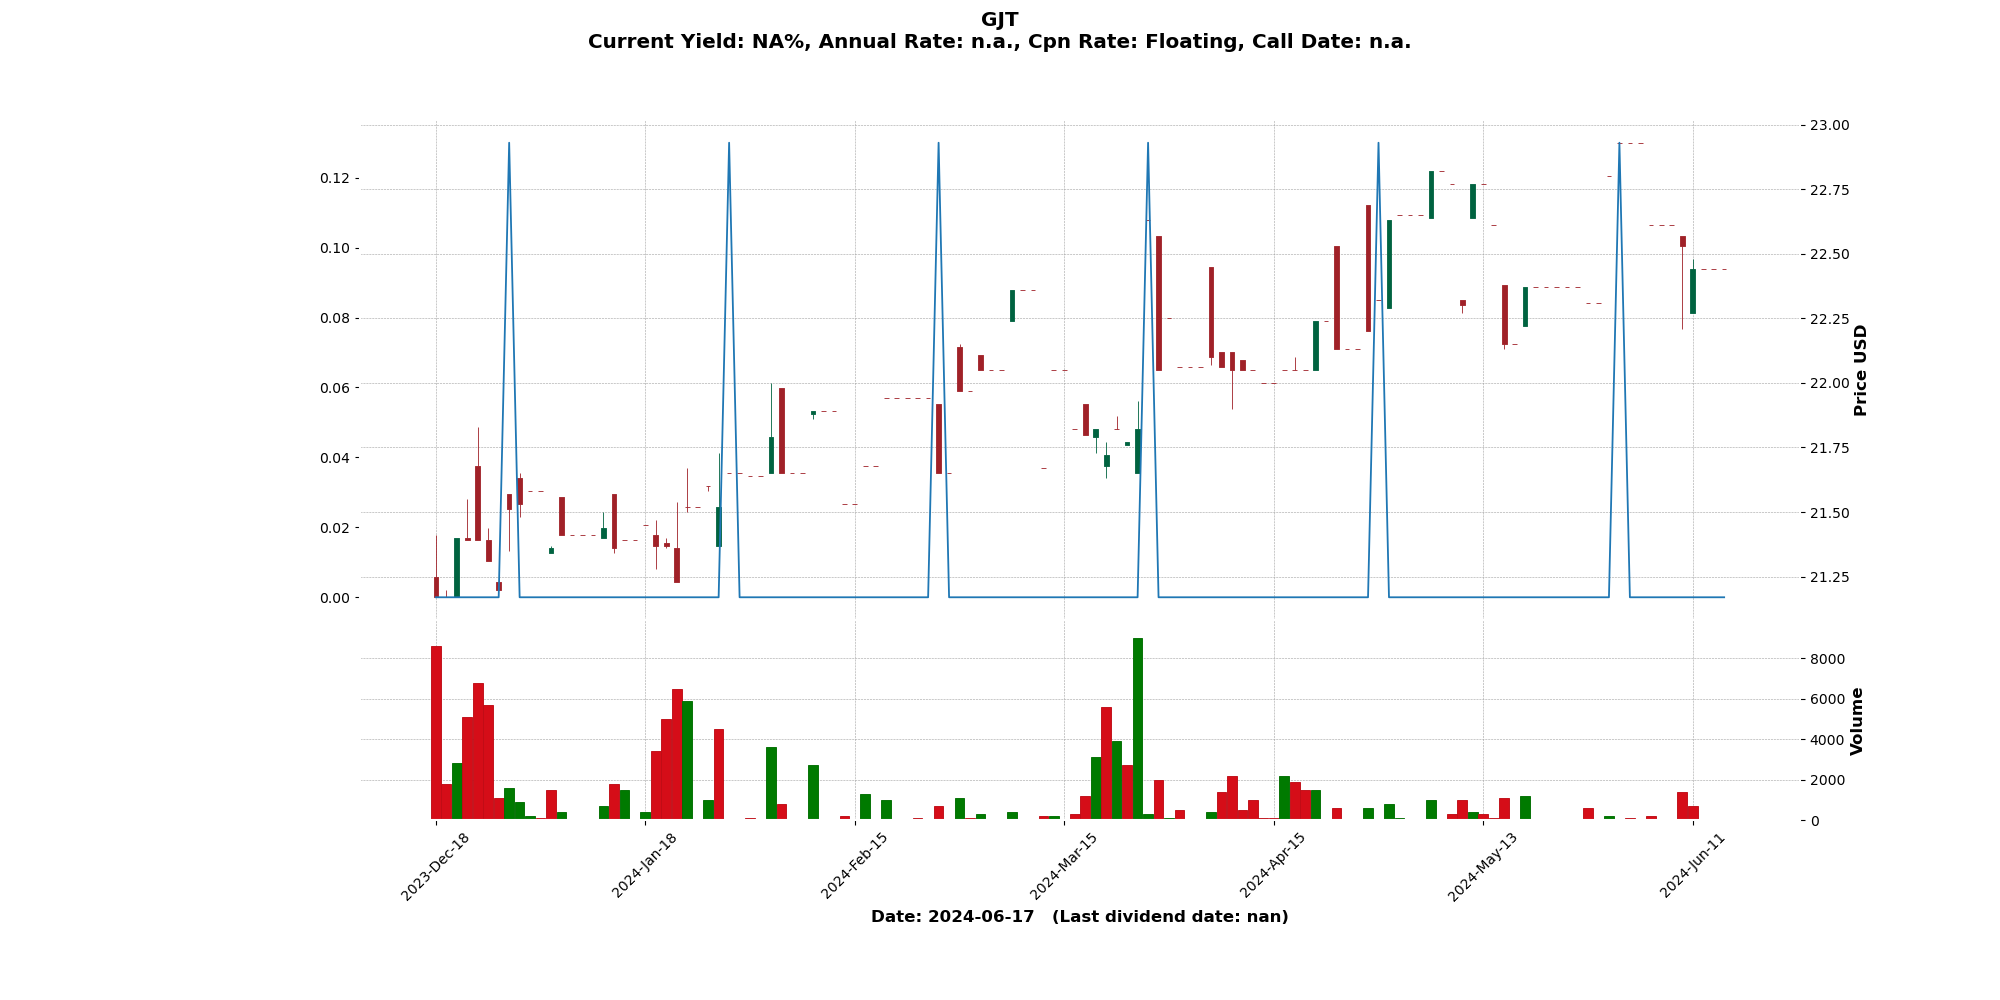 GJT
Current Yield: NA%, Annual Rate: n.a., Cpn Rate: Floating, Call Date: n.a.
0.12
0.10
0.08
0.06
0.04
0.02
0.00
23.00
22.75
22.50
22.25
22.00
21.75
21.50
21.25
Price USD
8000
6000
4000
2000
0
Volume
2023-Dec-18
2024-Jan-18
2024-Feb-15
2024-Mar-15
2024-Apr-15
2024-May-13
2024-Jun-11
Date: 2024-06-17   (Last dividend date: nan)